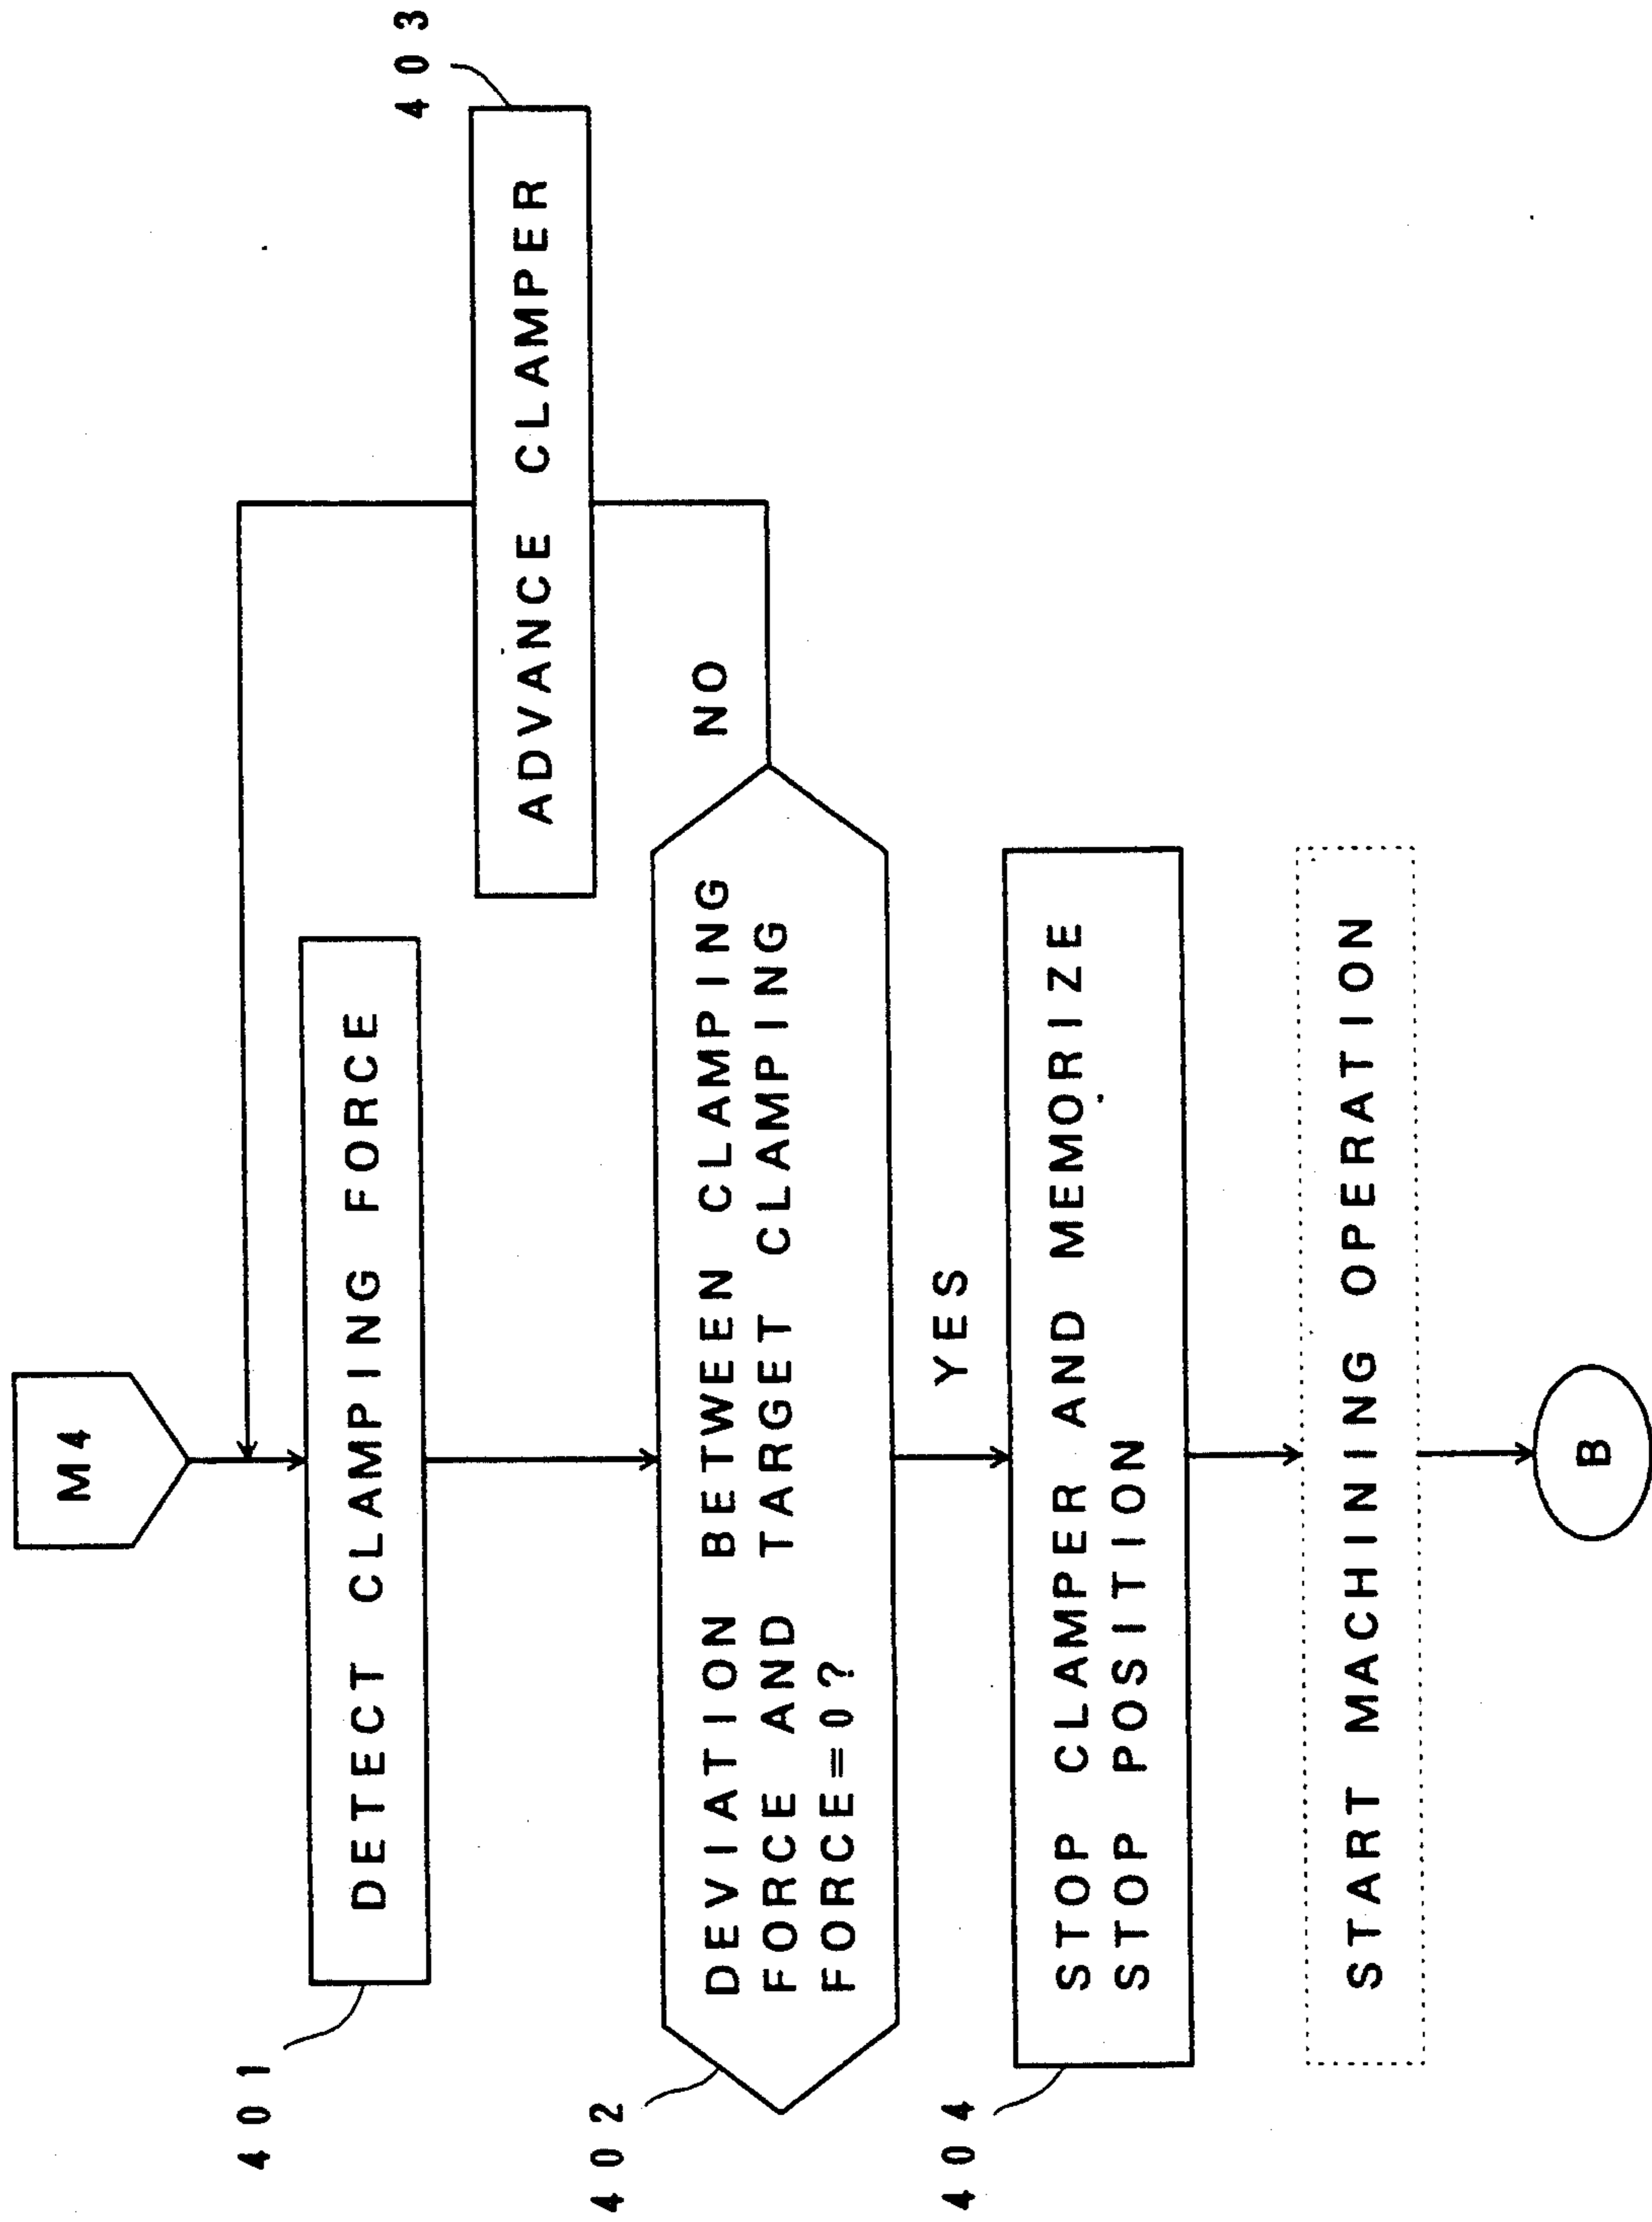 M4
401
DETECT CLAMPING FORCE
403
ADVANCE CLAMPER
402
DEVIATION BETWEEN CLAMPING
FORCE AND TARGET CLAMPING
FORCE=0?
NO
YES
404
STOP CLAMPER AND MEMORIZE
STOP POSITION
START MACHINING OPERATION
B